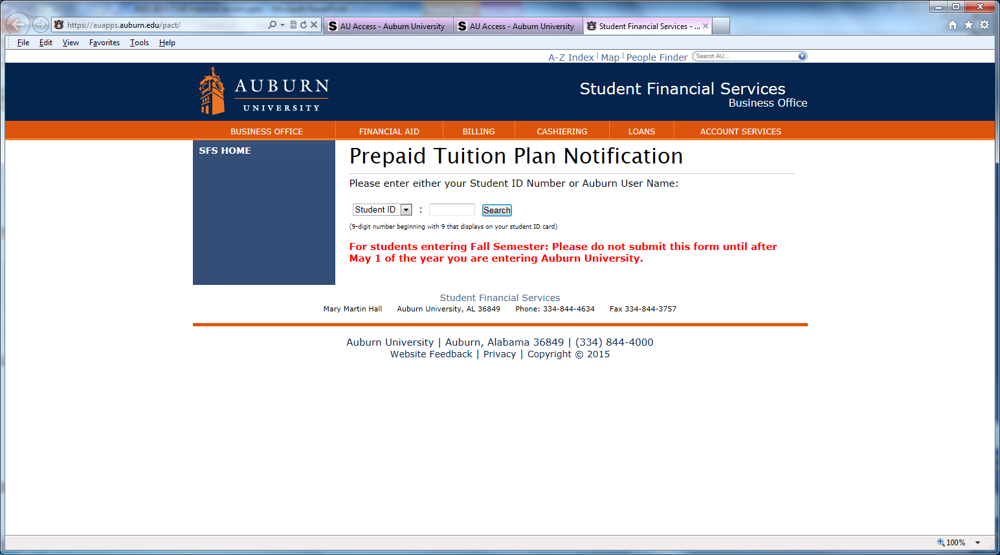 https://auapps.auburn.edu/pact/
AU Access - Auburn University
AU Access - Auburn University
Student Financial Services - ...
File Edit View Favorites Tools Help
A-Z Index | Map | People Finder
Search AU...
AUBURN
UNIVERSITY
Student Financial Services
Business Office
BUSINESS OFFICE FINANCIAL AID BILLING CASHIERING LOANS ACCOUNT SERVICES
SFS HOME
Prepaid Tuition Plan Notification
Please enter either your Student ID Number or Auburn User Name:
Student ID : Search
(9-digit number beginning with 9 that displays on your student ID card)
For students entering Fall Semester: Please do not submit this form until after
May 1 of the year you are entering Auburn University.
Student Financial Services
Mary Martin Hall Auburn University, AL 36849 Phone: 334-844-4634 Fax 334-844-3757
Auburn University | Auburn, Alabama 36849 | (334) 844-4000
Website Feedback | Privacy | Copyright © 2015
100%